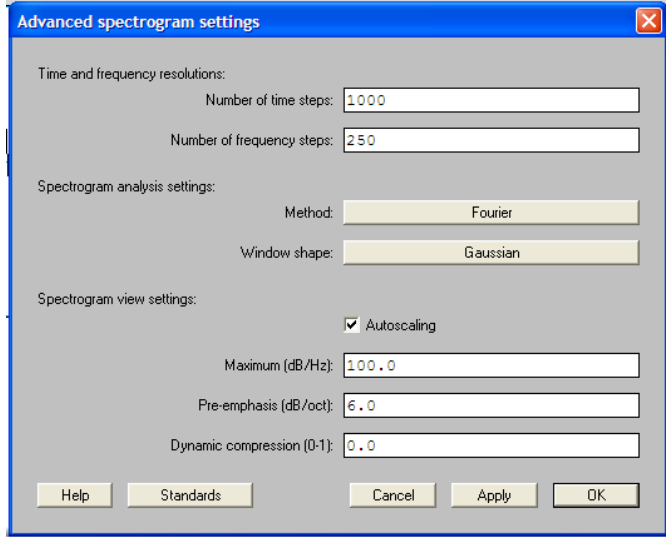 Advanced spectrogram settings
Time and frequency resolutions:
Number of time steps: 1000
Number of frequency steps: 250
Spectrogram analysis settings:
Method: Fourier
Window shape: Gaussian
Spectrogram view settings:
Autoscaling
Maximum (dB/Hz): 100.0
Pre-emphasis (dB/oct): 6.0
Dynamic compression (0-1): 0.0
Help Standards Cancel Apply OK